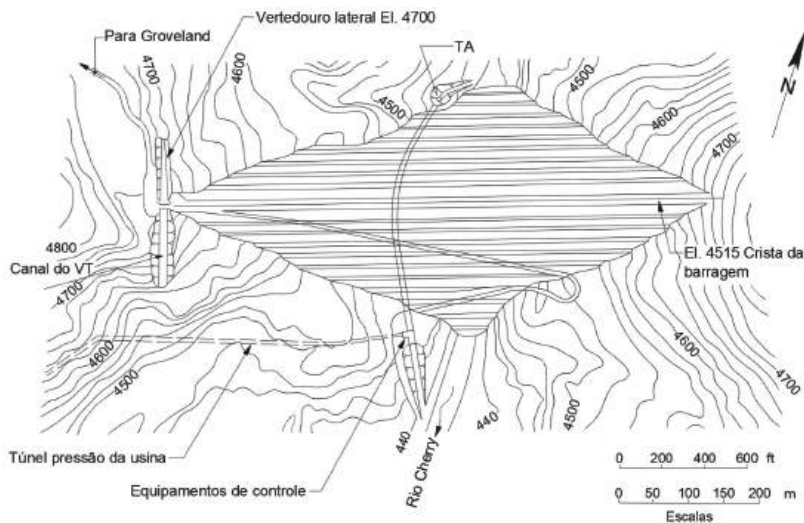 Vertedouro lateral El. 4700
Para Groveland
TA
4700
4600
4500
4500
N
4600
4700
4800
Canal do VT
4700
El. 4515 Crista da
barragem
4600
4500
4600
4700
4500
440
440
Rio Cherry
Túnel pressão da usina
Equipamentos de controle
0 200 400 600 ft
0 50 100 150 200 m
Escalas